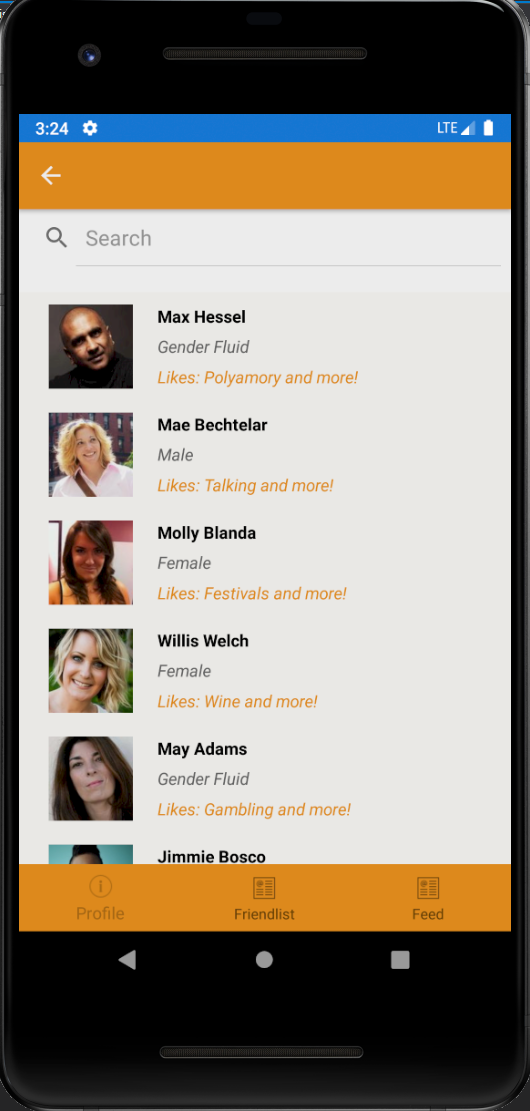 3:24
LTE
Search
Max Hessel
Gender Fluid
Likes: Polyamory and more!
Mae Bechtelar
Male
Likes: Talking and more!
Molly Blanda
Female
Likes: Festivals and more!
Willis Welch
Female
Likes: Wine and more!
May Adams
Gender Fluid
Likes: Gambling and more!
Jimmie Bosco
Profile
Friendlist
Feed